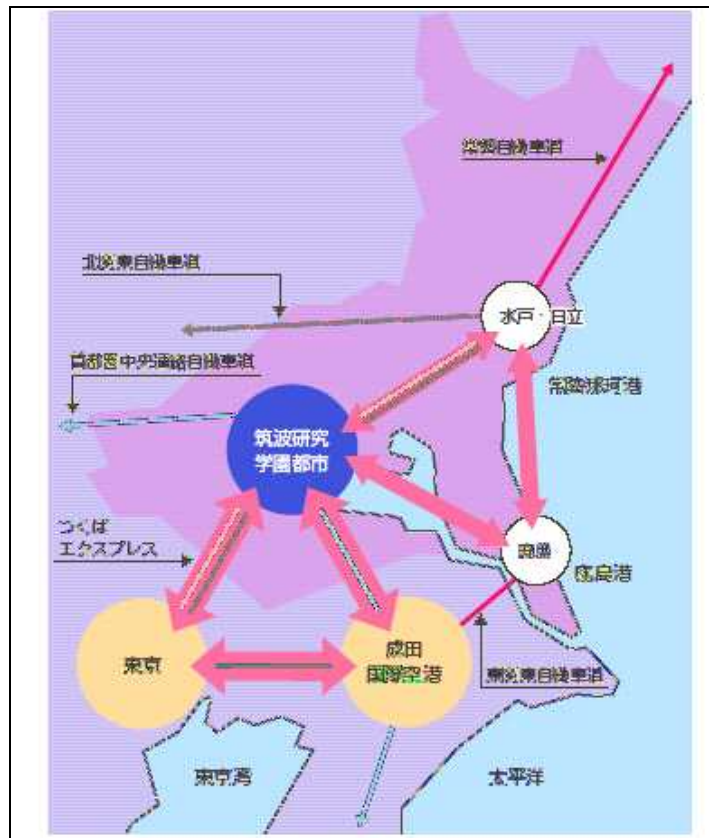 常磐自動車道
北関東自動車道
水戸・日立
首都圏中央連絡自動車道
常陸那珂港
筑波研究
学園都市
つくば
エクスプレス
鹿島港
東京
成田
国際空港
東関東自動車道
東京湾
太平洋